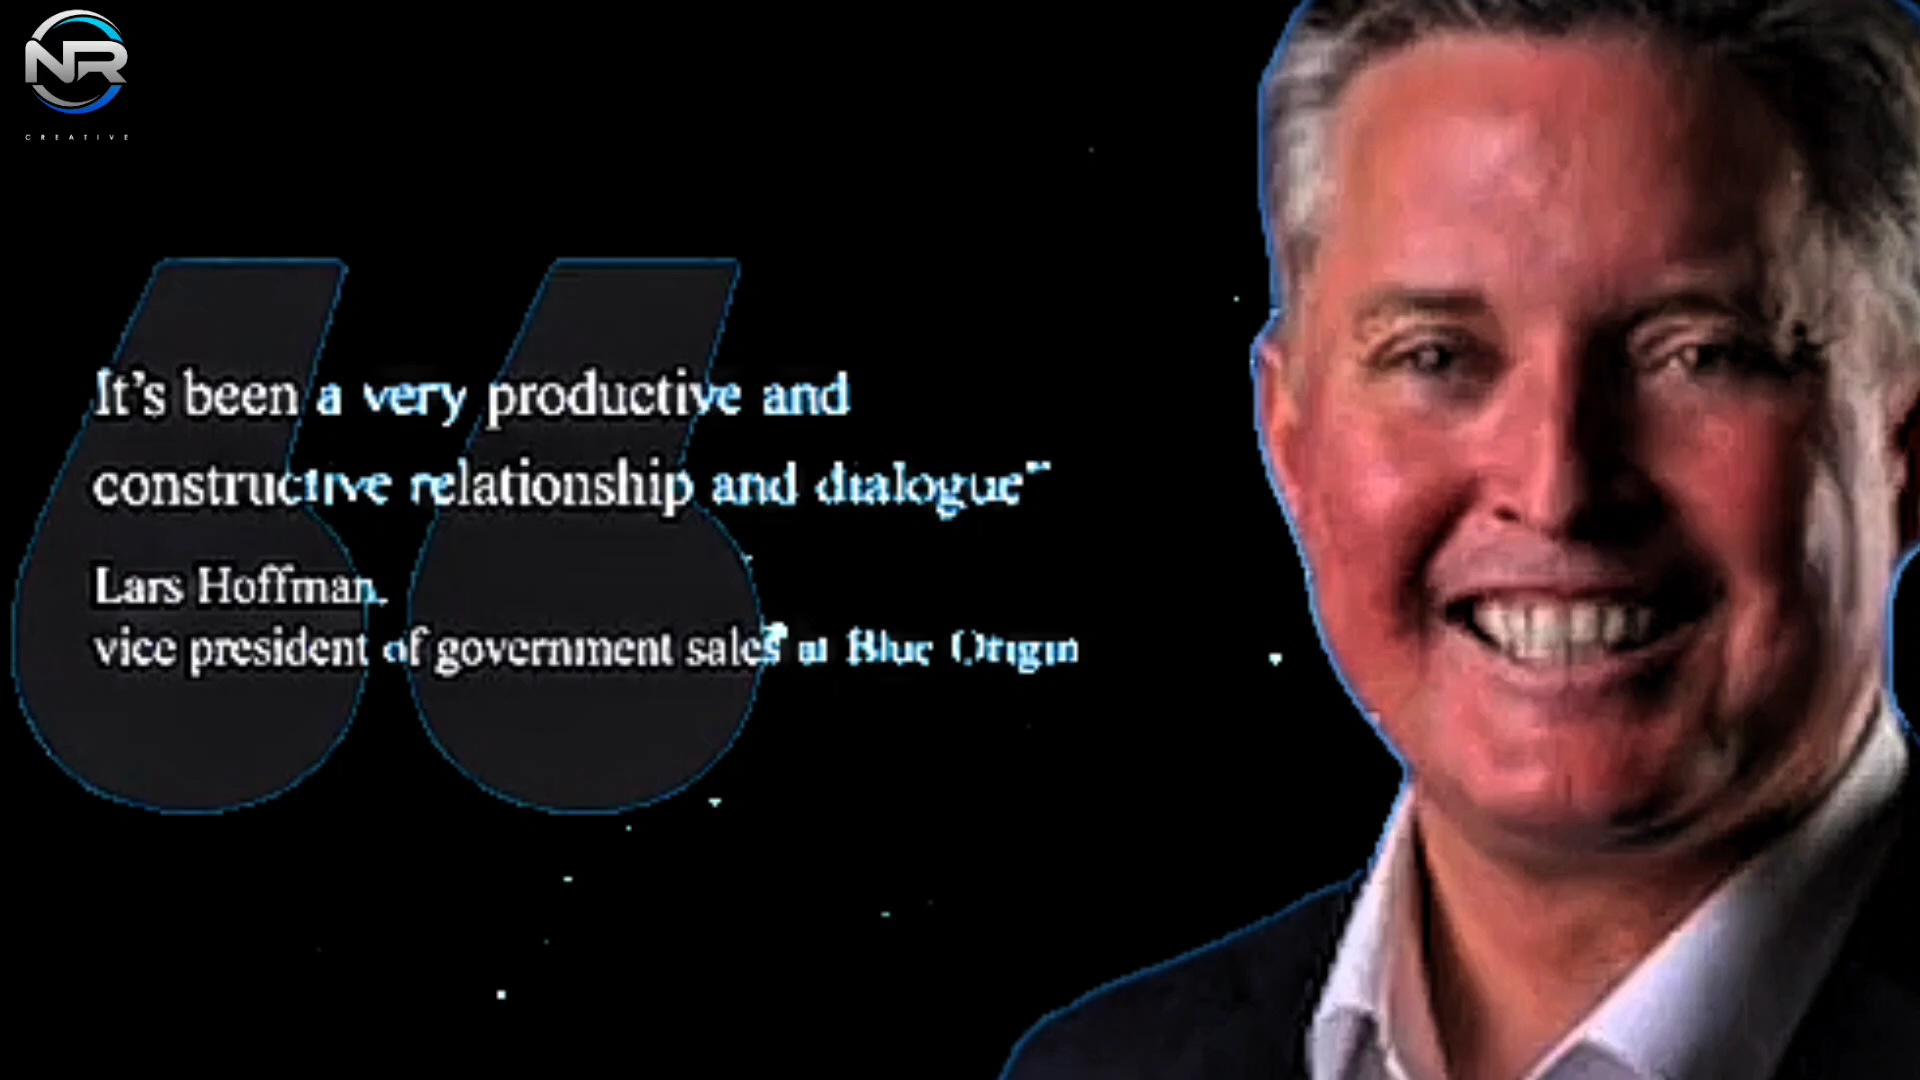 NR
CREATIVE
It's been a very productive and
constructive relationship and dialogue"
Lars Hoffman,
vice president of government sales at Blue Origin